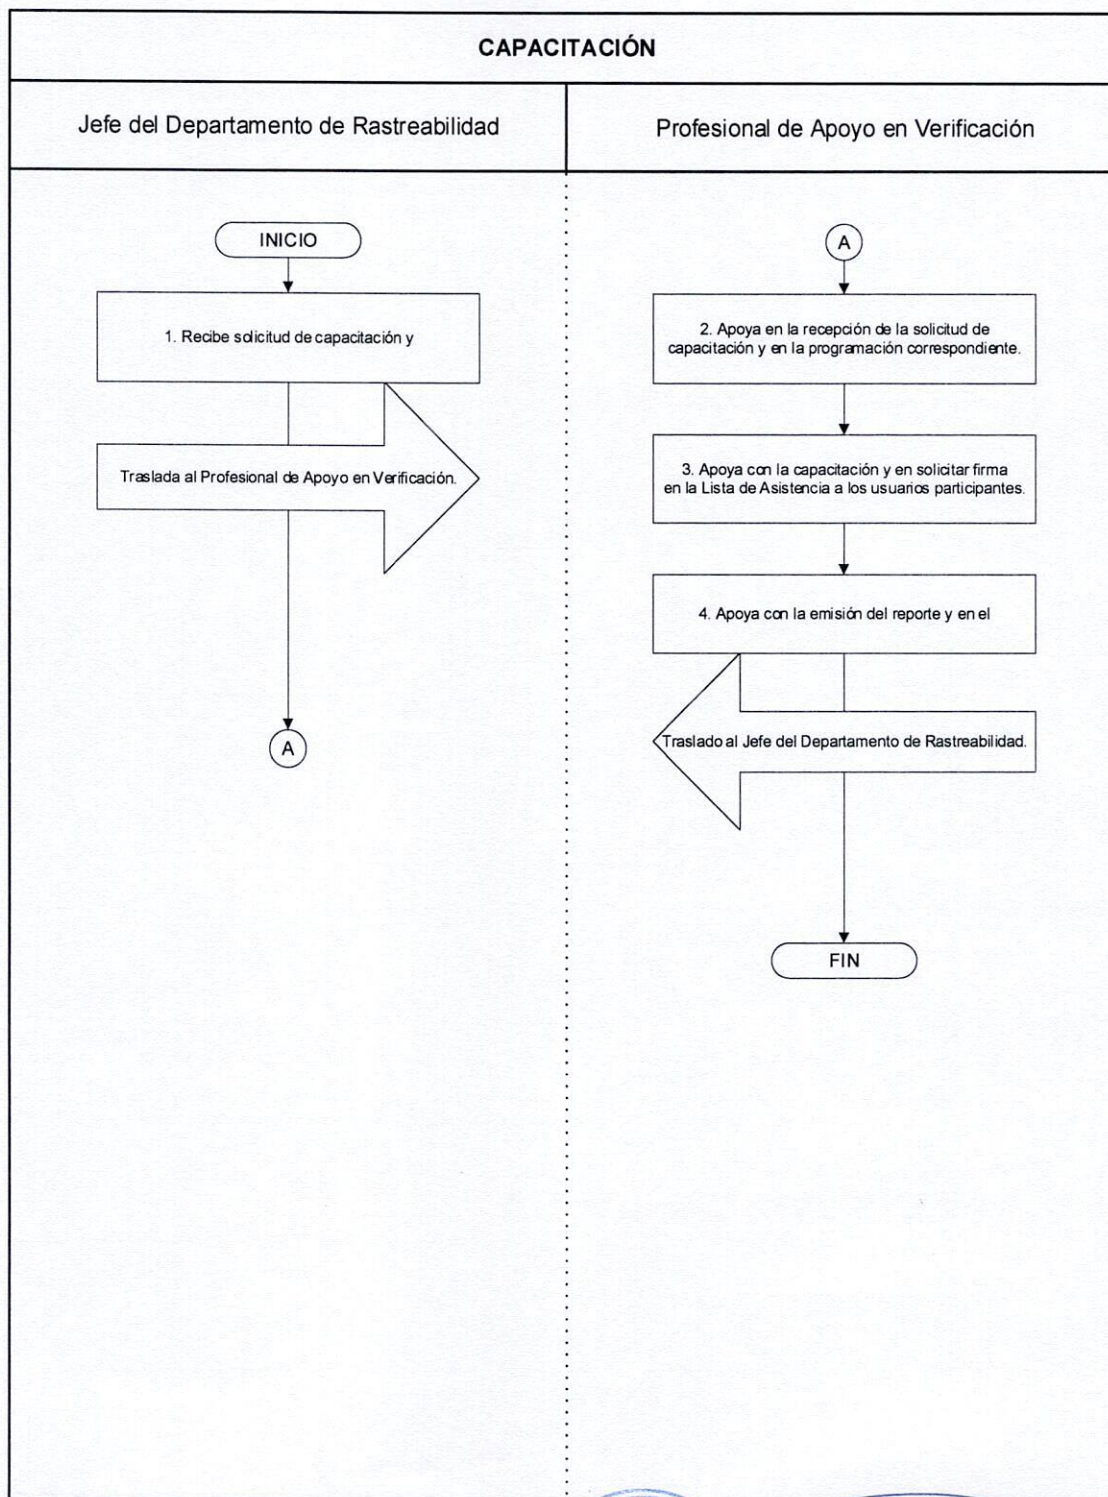 CAPACITACIÓN
Jefe del Departamento de Rastreabilidad
Profesional de Apoyo en Verificación
INICIO
1. Recibe solicitud de capacitación y
Traslada al Profesional de Apoyo en Verificación.
A
A
2. Apoya en la recepción de la solicitud de
capacitación y en la programación correspondiente.
3. Apoya con la capacitación y en solicitar firma
en la Lista de Asistencia a los usuarios participantes.
4. Apoya con la emisión del reporte y en el
Traslado al Jefe del Departamento de Rastreabilidad.
FIN